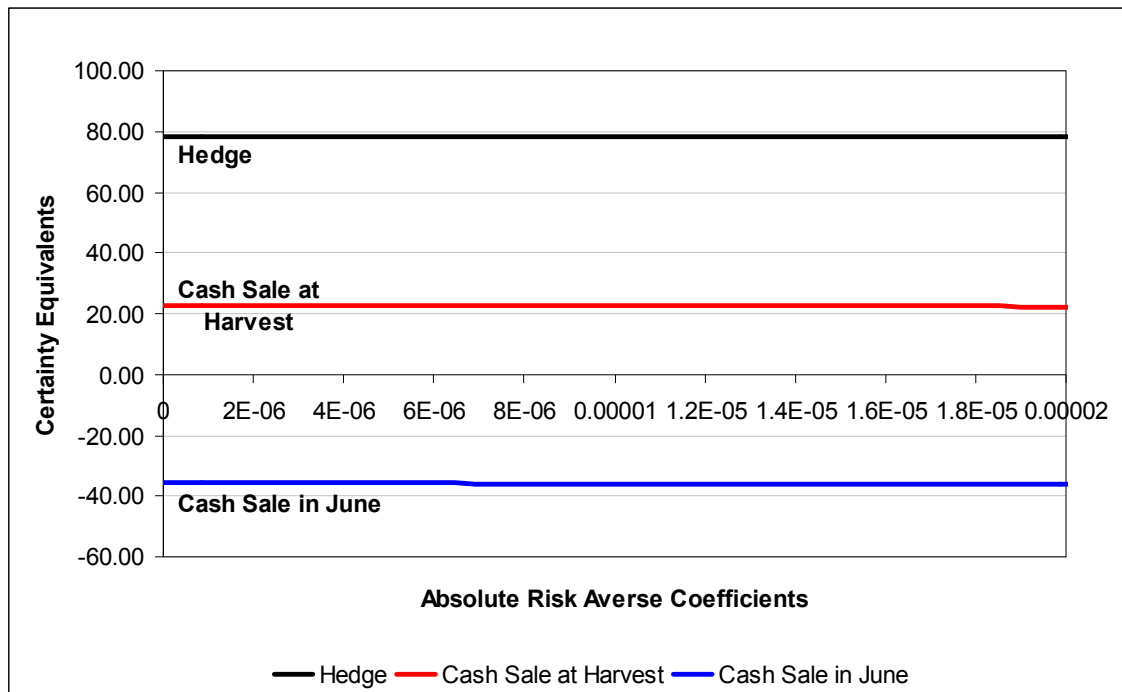 100.00
80.00
Hedge
60.00
40.00
Cash Sale at
Harvest
20.00
0.00
0 2E-06 4E-06 6E-06 8E-06 0.00001 1.2E-05 1.4E-05 1.6E-05 1.8E-05 0.00002
-20.00
-40.00
Cash Sale in June
-60.00
Certainty Equivalents
Absolute Risk Averse Coefficients
Hedge Cash Sale at Harvest Cash Sale in June